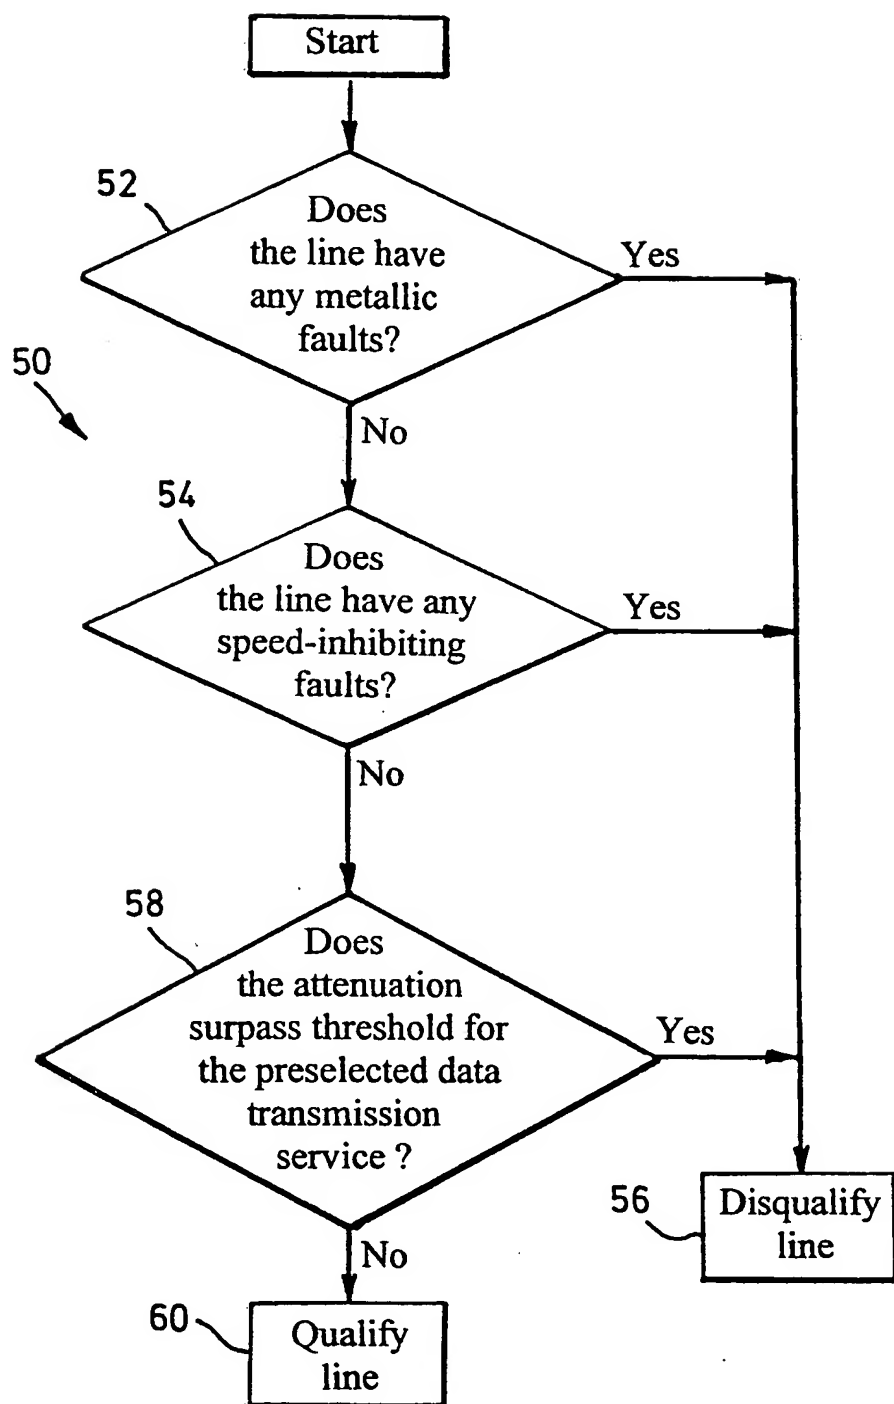 Start
52
Does
the line have
any metallic
faults?
Yes
50
No
54
Does
the line have any
speed-inhibiting
faults?
Yes
No
58
Does
the attenuation
surpass threshold for
the preselected data
transmission
service ?
Yes
56
Disqualify
line
No
60
Qualify
line